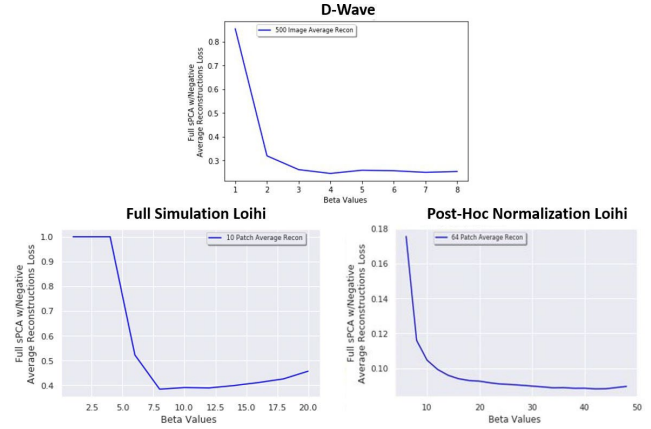 D-Wave
500 Image Average Recon
Full sPCA w/Negative
Average Reconstructions Loss
0.8
0.7
0.6
0.5
0.4
0.3
1 2 3 4 5 6 7 8
Beta Values
Full Simulation Loihi
10 Patch Average Recon
Full sPCA w/Negative
Average Reconstructions Loss
1.0
0.9
0.8
0.7
0.6
0.5
0.4
2.5 5.0 7.5 10.0 12.5 15.0 17.5 20.0
Beta Values
Post-Hoc Normalization Loihi
64 Patch Average Recon
Full sPCA w/Negative
Average Reconstructions Loss
0.18
0.16
0.14
0.12
0.10
10 20 30 40 50
Beta Values